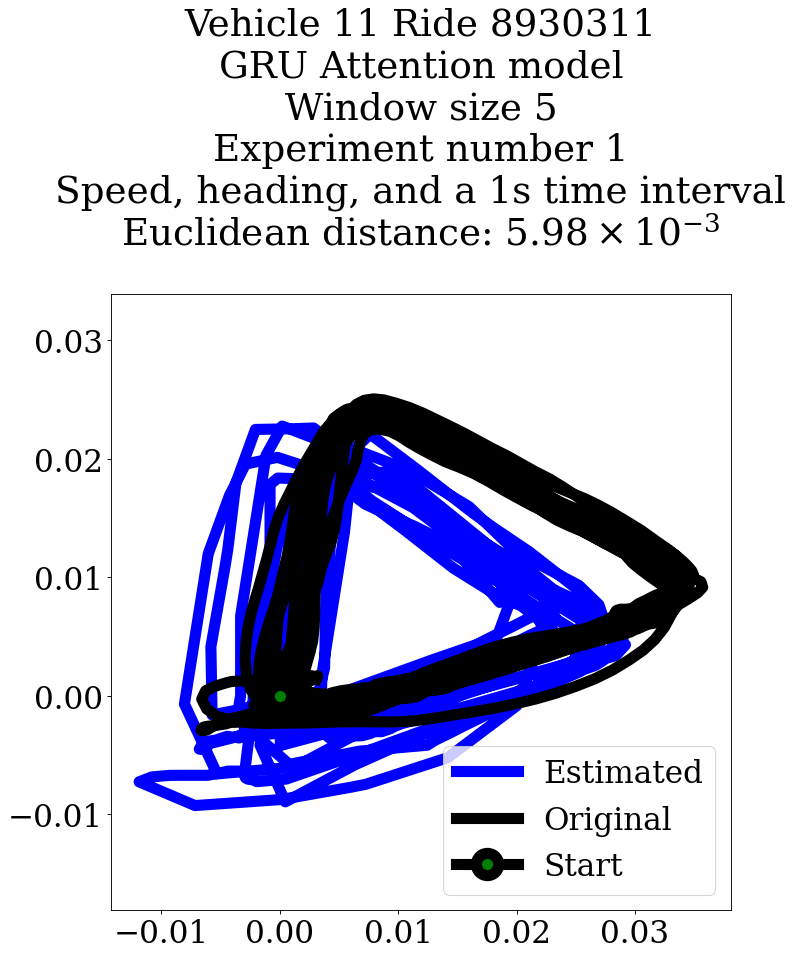 Vehicle 11 Ride 8930311
GRU Attention model
Window size 5
Experiment number 1
Speed, heading, and a 1s time interval
Euclidean distance: 5.98 × 10⁻³
0.03
0.02
0.01
0.00
−0.01
Estimated
Original
Start
−0.01 0.00 0.01 0.02 0.03